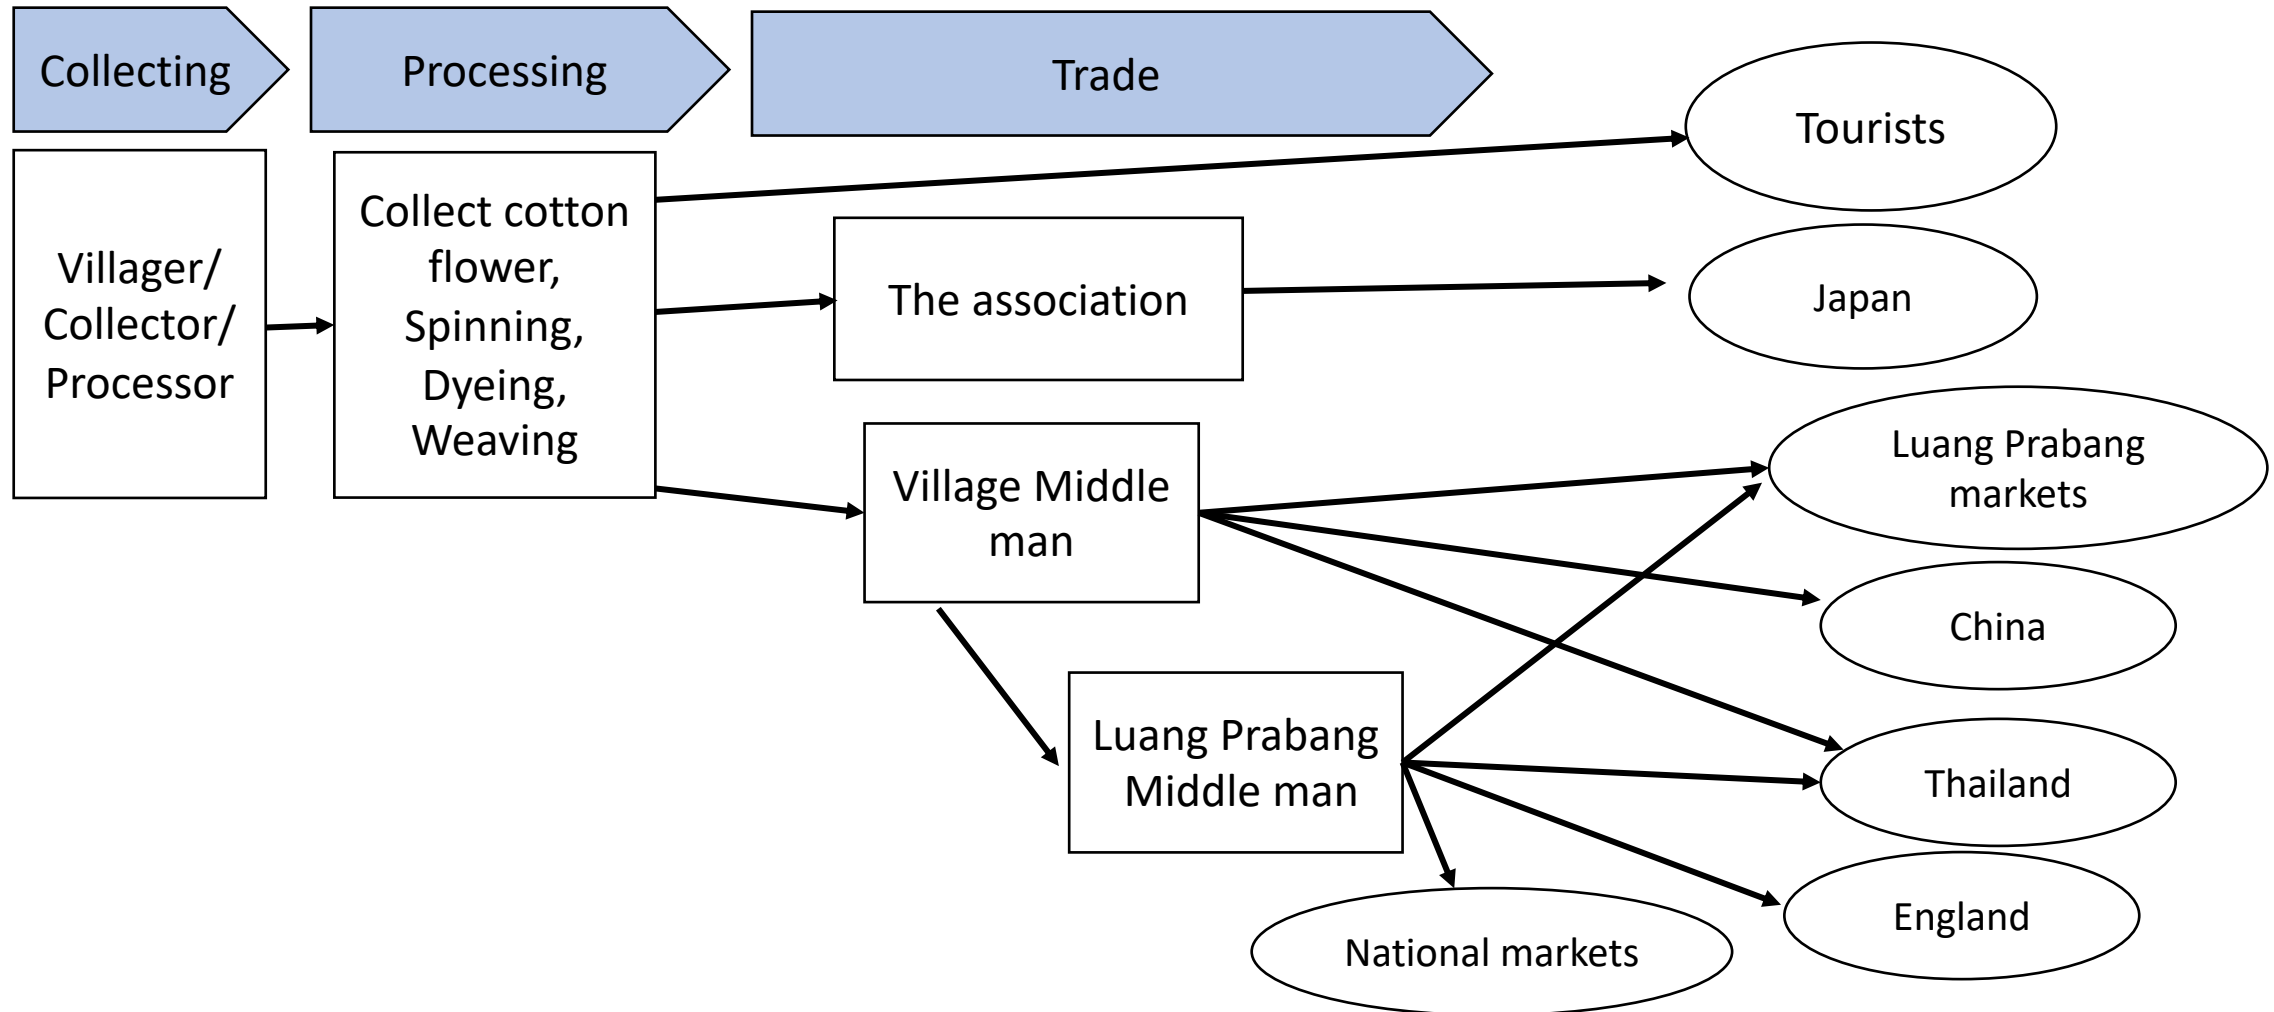 Collecting
Processing
Trade
Villager/
Collector/
Processor
Collect cotton
flower,
Spinning,
Dyeing,
Weaving
Tourists
The association
Japan
Village Middle
man
Luang Prabang
markets
China
Luang Prabang
Middle man
Thailand
England
National markets